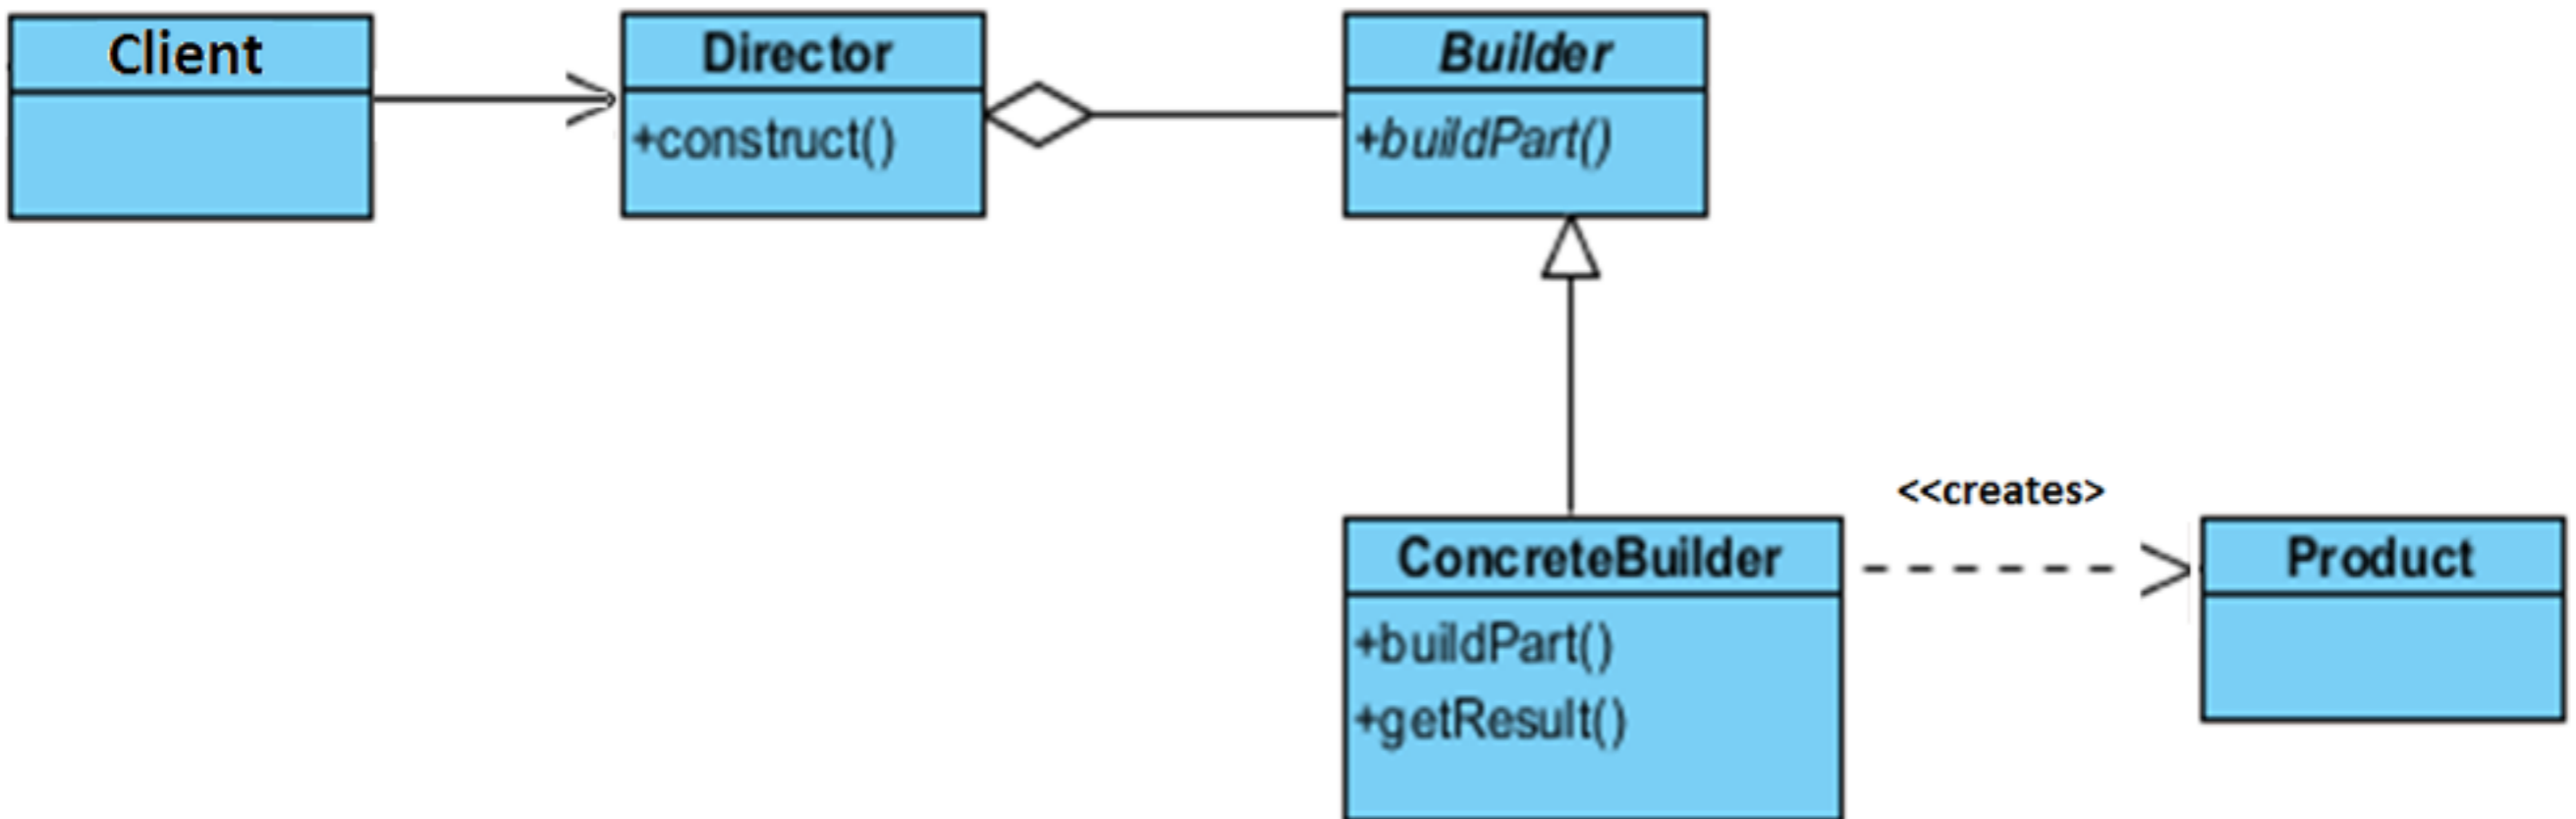 Client
Director
+construct()
Builder
+buildPart()
<<creates>
ConcreteBuilder
+buildPart()
+getResult()
Product